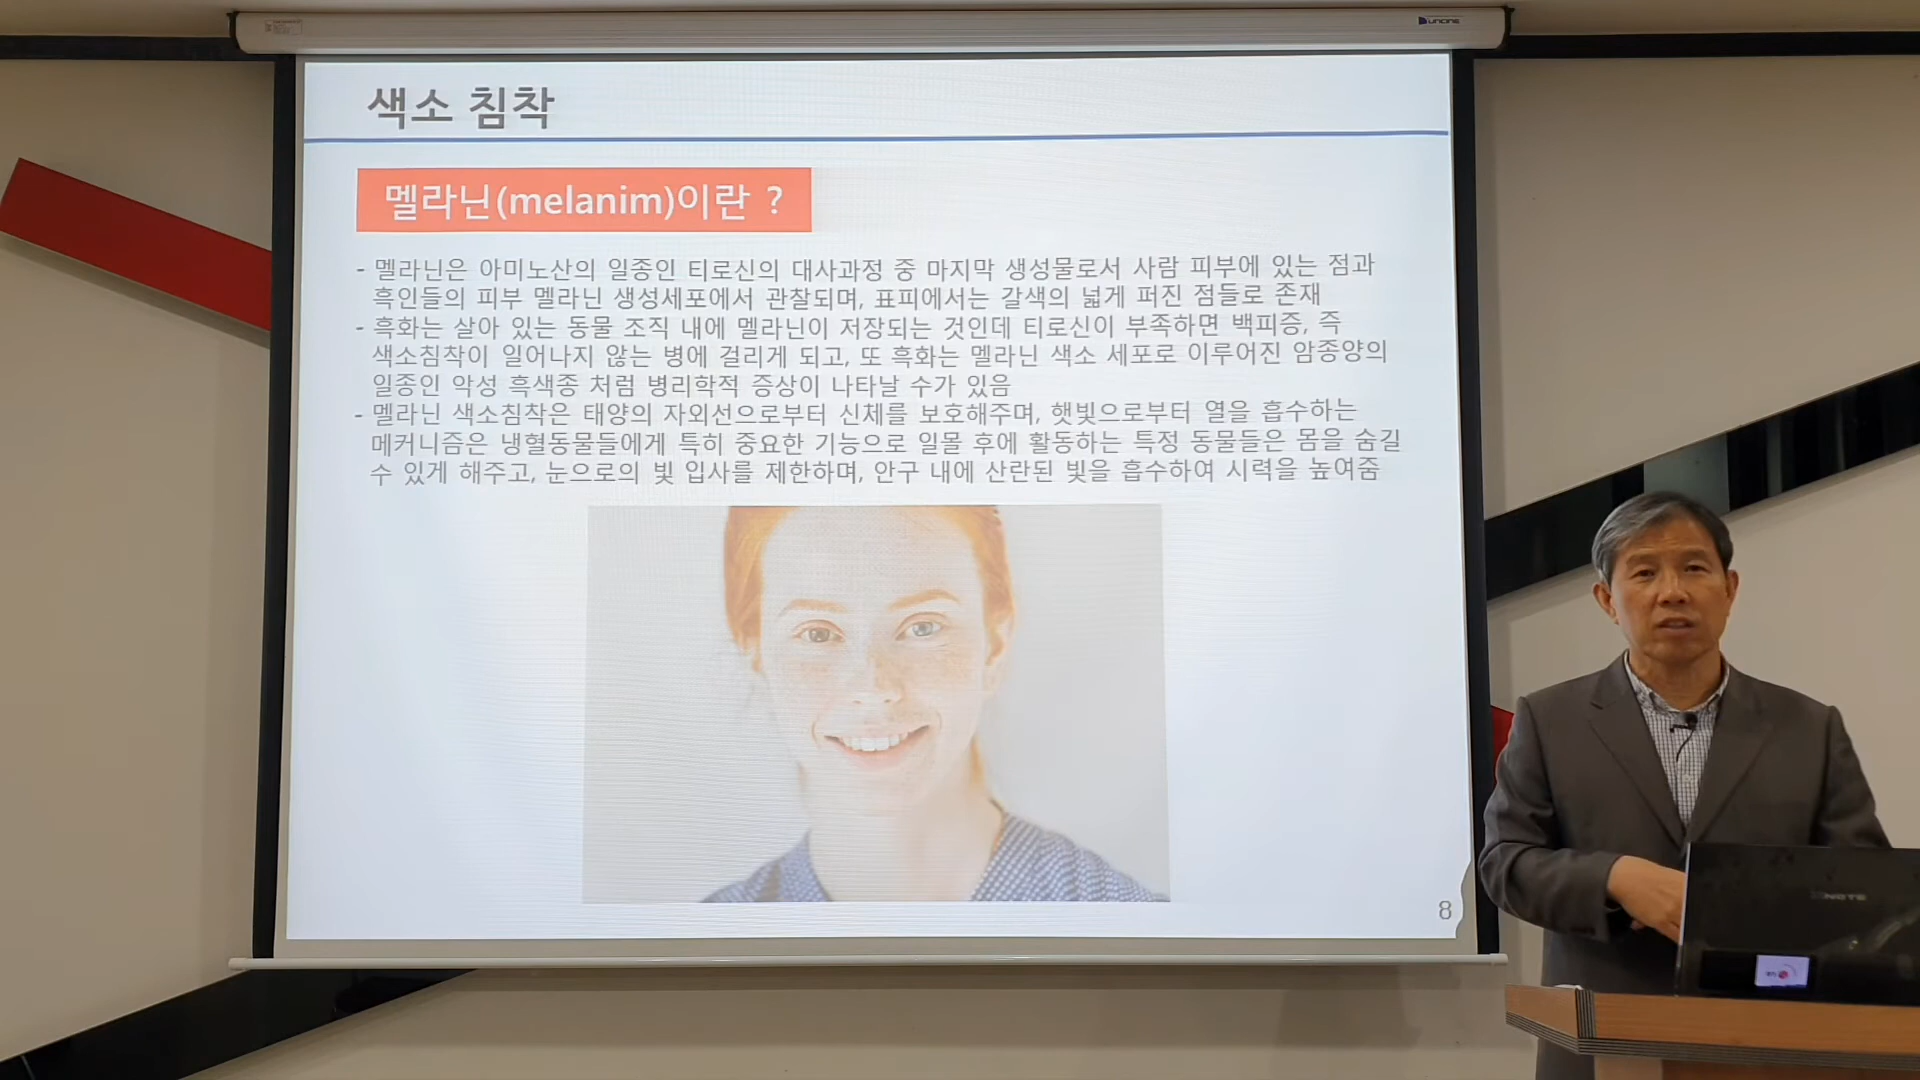 UNCINE
색소 침착
멜라닌(melanim)이란 ?
- 멜라닌은 아미노산의 일종인 티로신의 대사과정 중 마지막 생성물로서 사람 피부에 있는 점과
흑인들의 피부 멜라닌 생성세포에서 관찰되며, 표피에서는 갈색의 넓게 퍼진 점들로 존재
- 흑화는 살아 있는 동물 조직 내에 멜라닌이 저장되는 것인데 티로신이 부족하면 백피증, 즉
색소침착이 일어나지 않는 병에 걸리게 되고, 또 흑화는 멜라닌 색소 세포로 이루어진 암종양의
일종인 악성 흑색종 처럼 병리학적 증상이 나타날 수가 있음
- 멜라닌 색소침착은 태양의 자외선으로부터 신체를 보호해주며, 햇빛으로부터 열을 흡수하는
메커니즘은 냉혈동물들에게 특히 중요한 기능으로 일몰 후에 활동하는 특정 동물들은 몸을 숨길
수 있게 해주고, 눈으로의 빛 입사를 제한하며, 안구 내에 산란된 빛을 흡수하여 시력을 높여줌
8